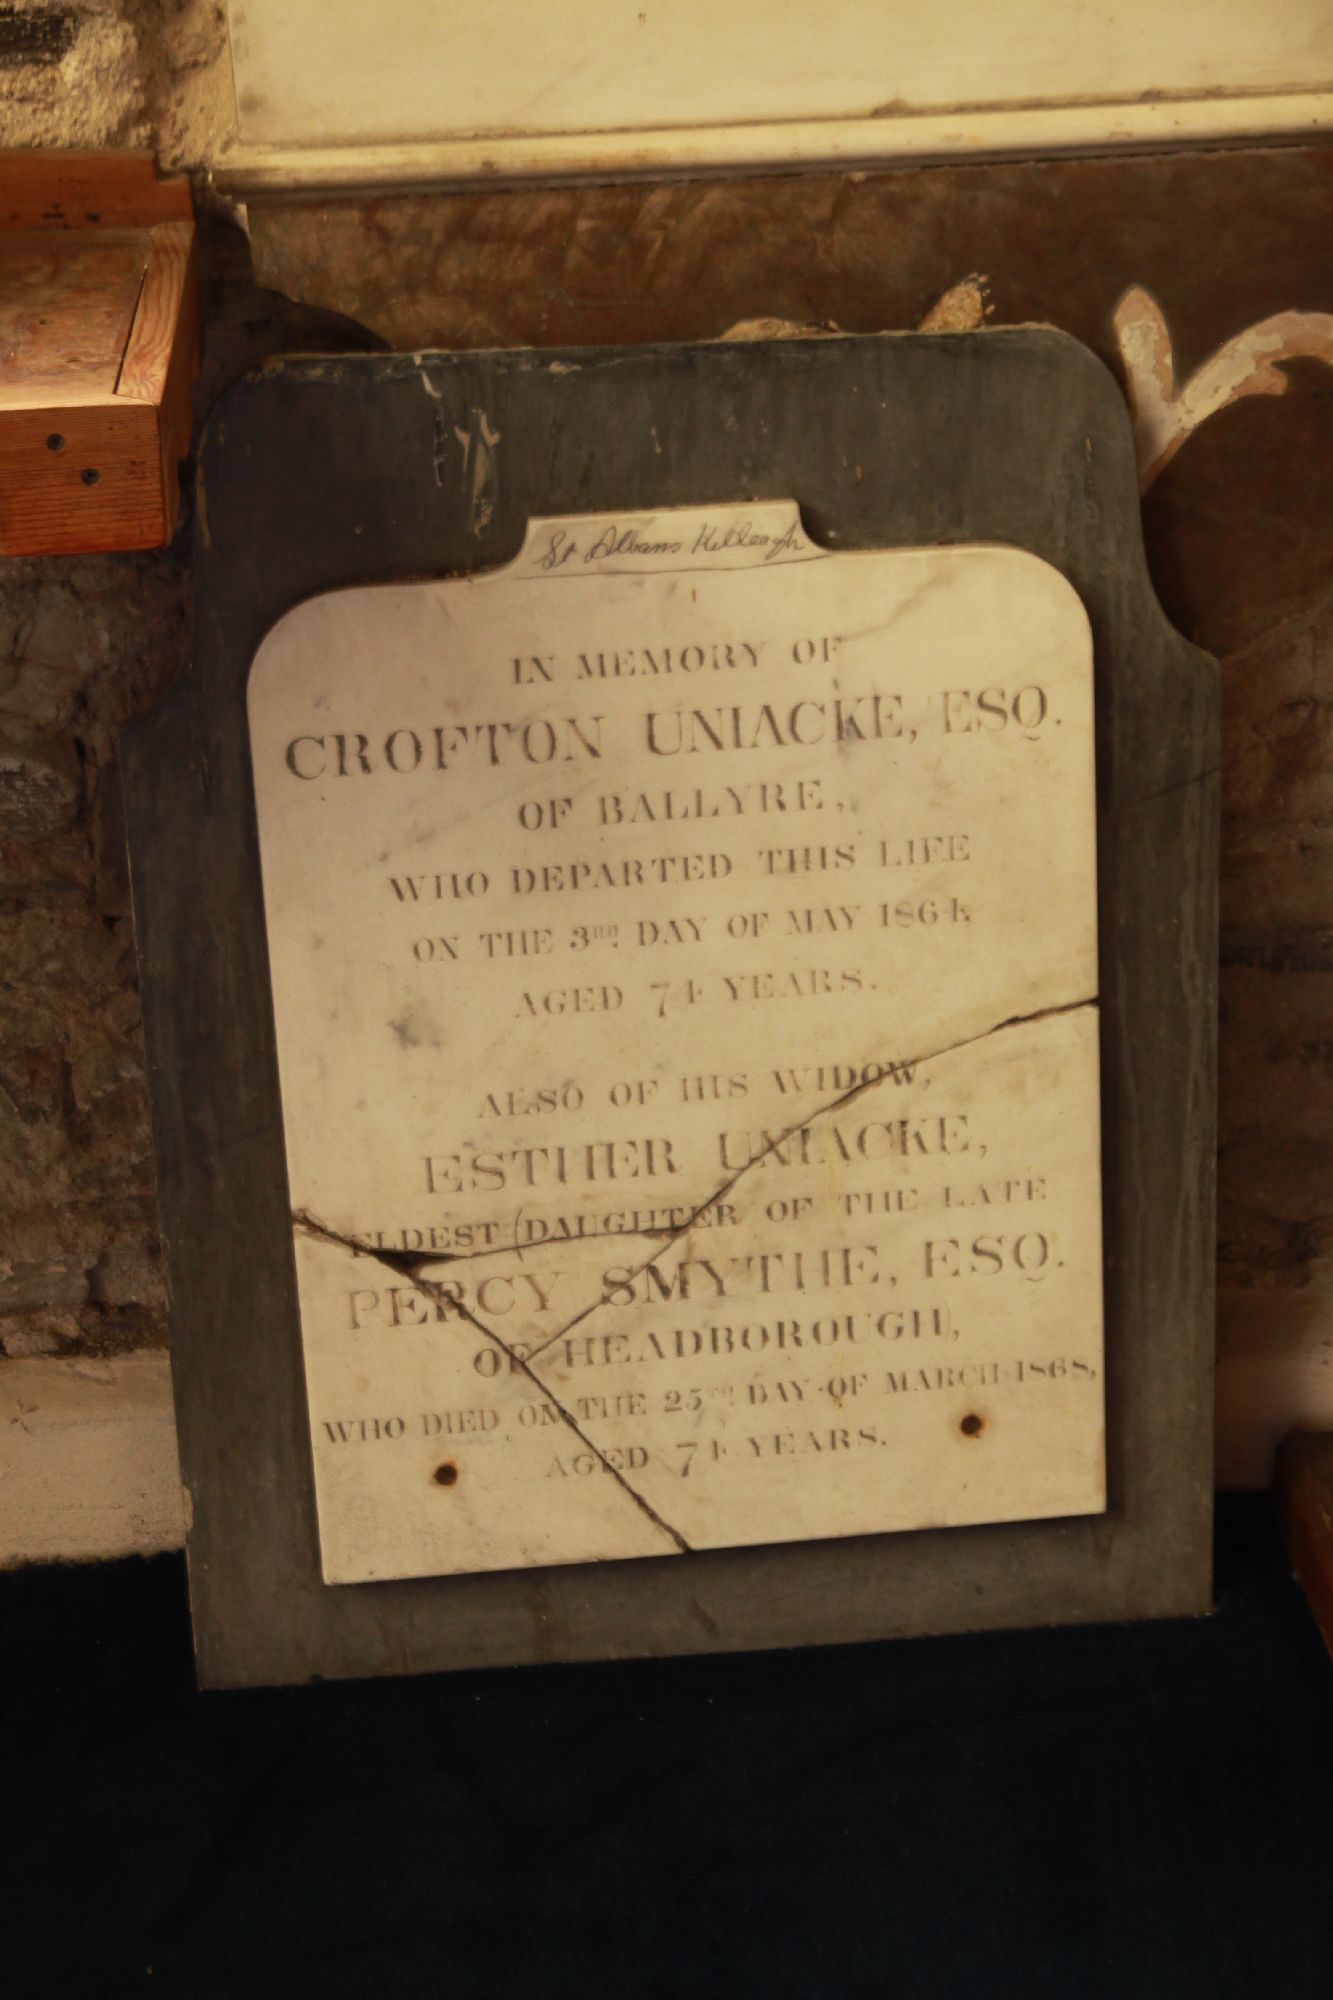 St Albans Killeagh
IN MEMORY OF
CROFTON UNIACKE, ESQ.
OF BALLYRE,
WHO DEPARTED THIS LIFE
ON THE 3RD DAY OF MAY 1864,
AGED 74 YEARS.
ALSO OF HIS WIDOW,
ESTHER UNIACKE,
ELDEST (DAUGHTER OF THE LATE
PERCY SMYTHE, ESQ.
OF HEADBOROUGH),
WHO DIED ON THE 25TH DAY OF MARCH 1868,
AGED 74 YEARS.